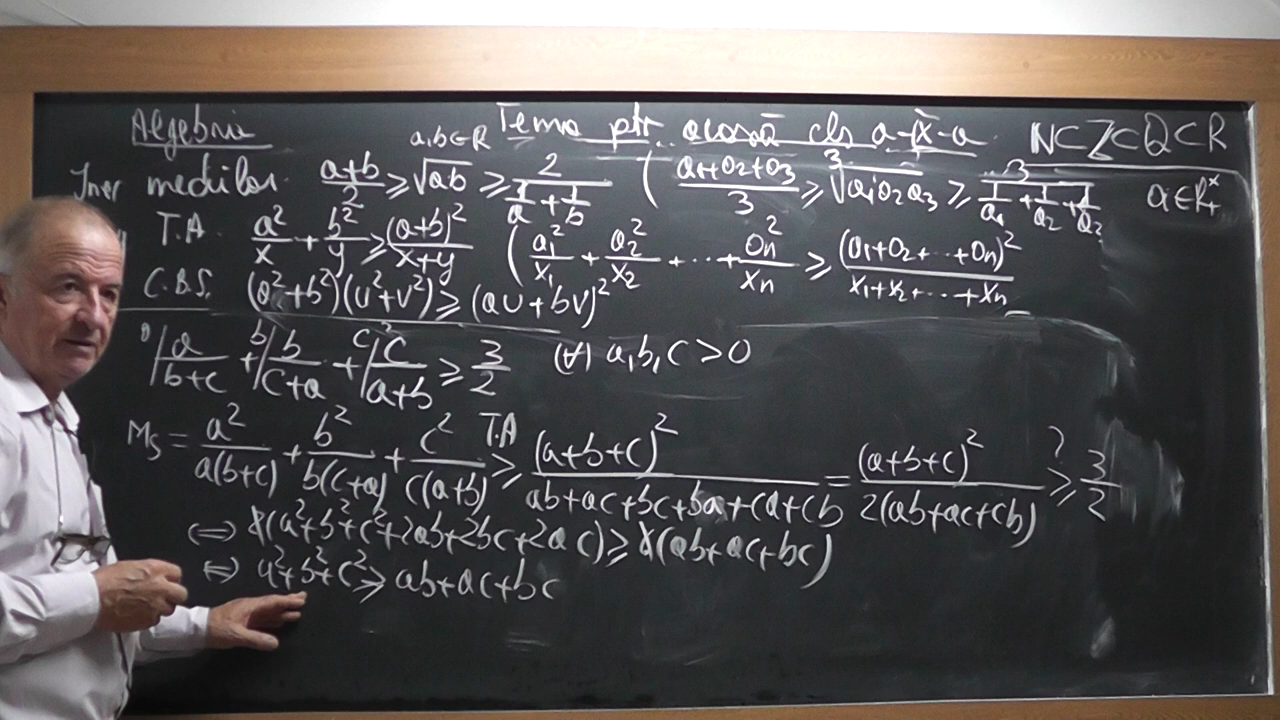 Algebra Tema ptr. acasă cls a-IX-a N⊂Z⊂Q⊂R
a,b∈R
Ineg mediilor (a+b)/2 ≥ √ab ≥ 2/(1/a + 1/b) ( (a₁+a₂+a₃)/3 ≥ ∛(a₁a₂a₃) ≥ 3/(1/a₁ + 1/a₂ + 1/a₃) a∈R₊*
T.A. a²/x + b²/y ≥ (a+b)²/(x+y) ( a₁²/x₁ + a₂²/x₂ + ... + aₙ²/xₙ ≥ (a₁+a₂+...+aₙ)²/(x₁+x₂+...+xₙ)
C.B.S. (a²+b²)(u²+v²) ≥ (au+bv)²
a/ a/(b+c) + b/ b/(c+a) + c/ c/(a+b) ≥ 3/2 (∀) a,b,c > 0
Ms = a²/(a(b+c)) + b²/(b(c+a)) + c²/(c(a+b)) T.A ≥ (a+b+c)²/(ab+ac+bc+ba+ca+cb) = (a+b+c)²/(2(ab+ac+cb)) ?≥ 3/2
⇔ (a²+b²+c²+2ab+2bc+2ac) ≥ (ab+ac+bc)
⇔ a²+b²+c² ≥ ab+ac+bc